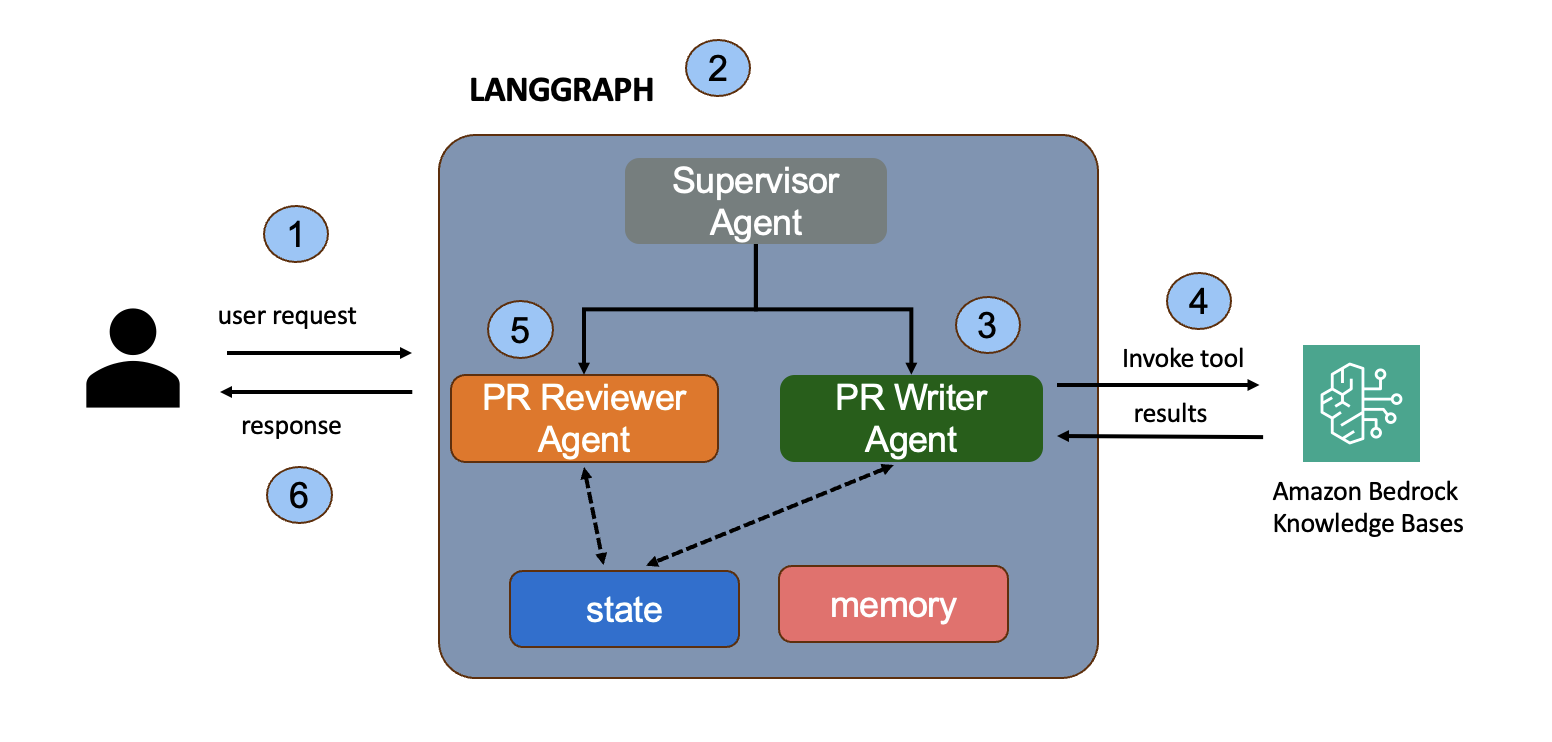 2
LANGGRAPH
Supervisor
Agent
1
user request
response
6
5
3
PR Reviewer
Agent
PR Writer
Agent
4
Invoke tool
results
Amazon Bedrock
Knowledge Bases
state
memory